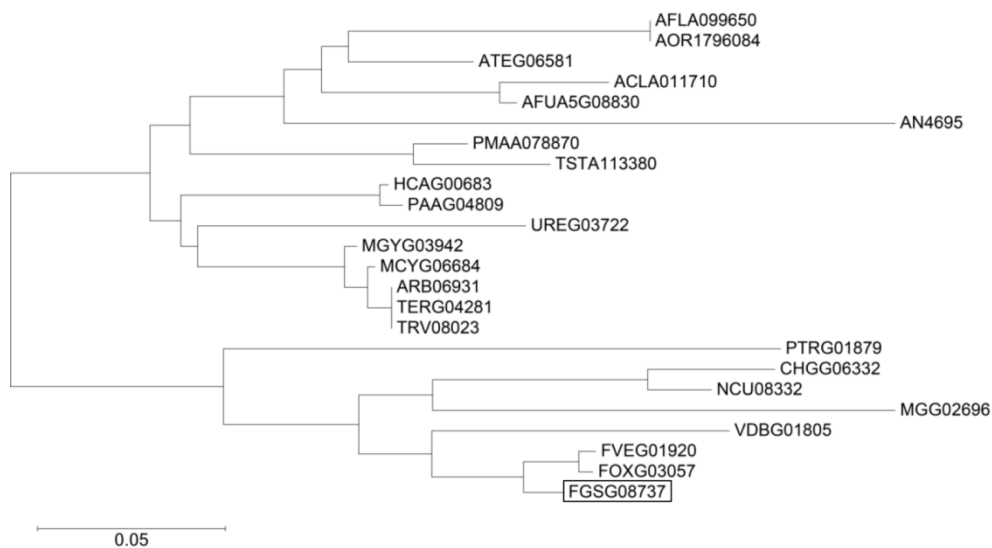 AFLA099650
AOR1796084
ATEG06581
ACLA011710
AFUA5G08830
AN4695
PMAA078870
TSTA113380
HCAG00683
PAAG04809
UREG03722
MGYG03942
MCYG06684
ARB06931
TERG04281
TRV08023
PTRG01879
CHGG06332
NCU08332
MGG02696
VDBG01805
FVEG01920
FOXG03057
FGSG08737
0.05